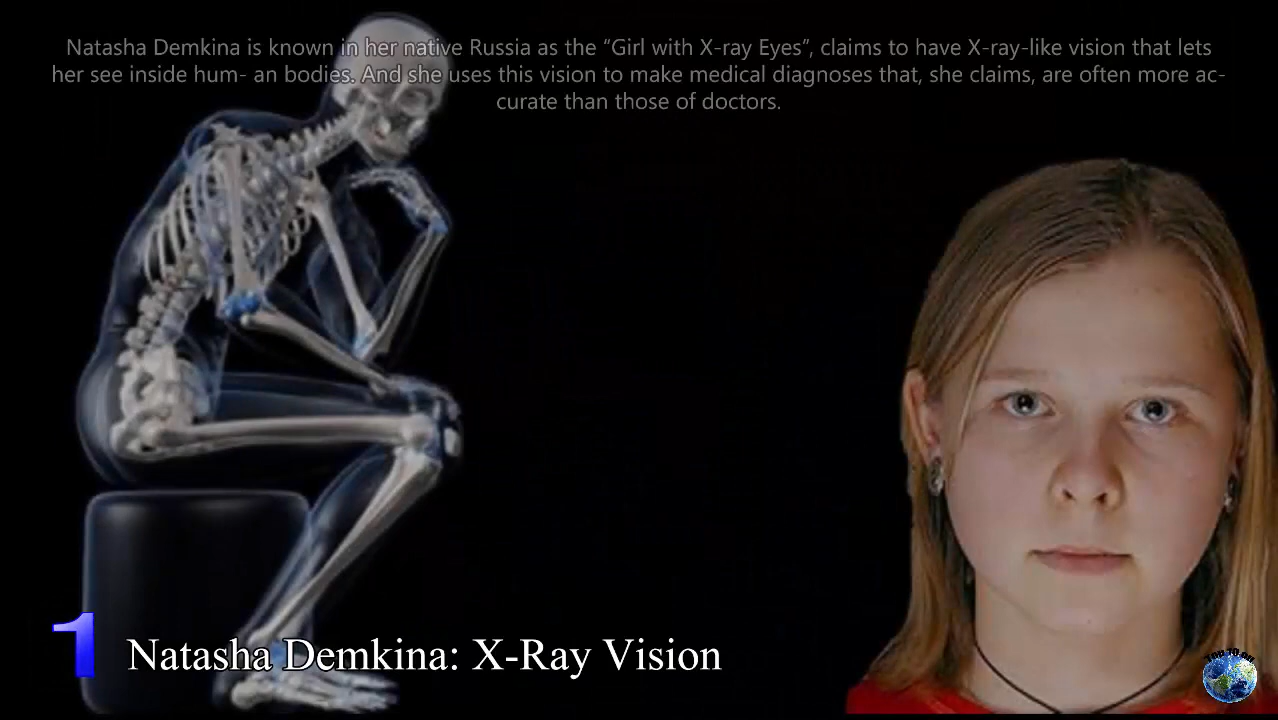 Natasha Demkina is known in her native Russia as the “Girl with X-ray Eyes”, claims to have X-ray-like vision that lets
her see inside hum- an bodies. And she uses this vision to make medical diagnoses that, she claims, are often more ac-
curate than those of doctors.
1 Natasha Demkina: X-Ray Vision